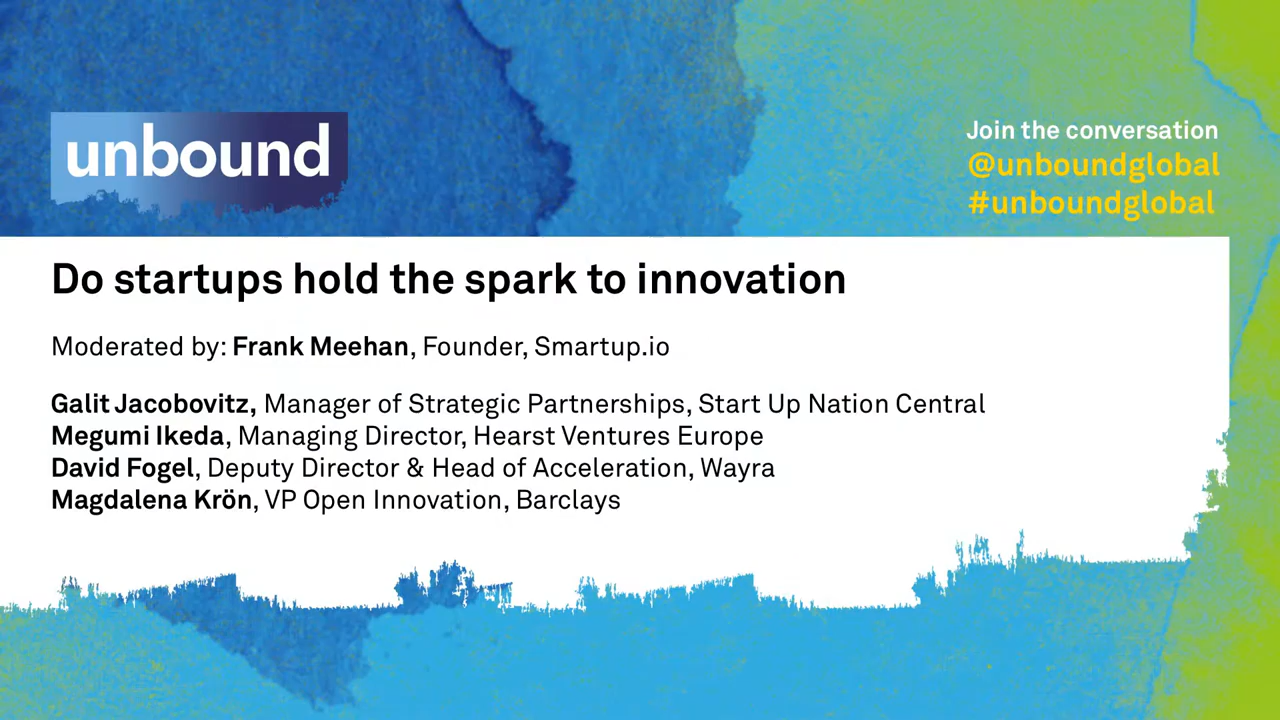 unbound
Join the conversation
@unboundglobal
#unboundglobal
Do startups hold the spark to innovation
Moderated by: Frank Meehan, Founder, Smartup.io
Galit Jacobovitz, Manager of Strategic Partnerships, Start Up Nation Central
Megumi Ikeda, Managing Director, Hearst Ventures Europe
David Fogel, Deputy Director & Head of Acceleration, Wayra
Magdalena Krön, VP Open Innovation, Barclays